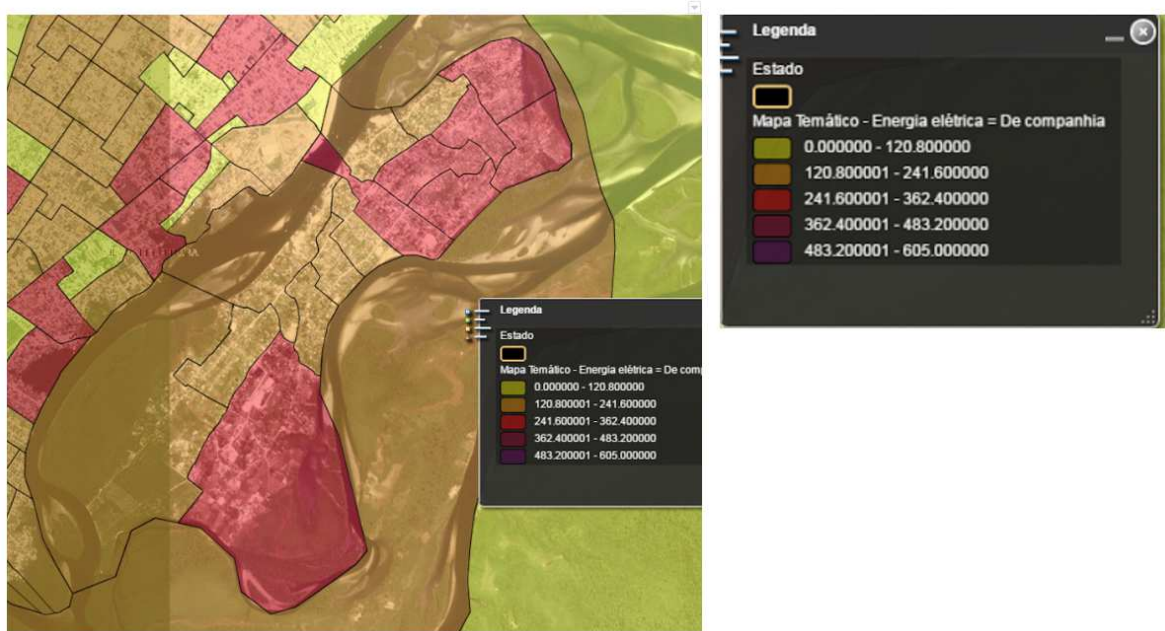 Legenda
Estado
Mapa Temático - Energia elétrica = De comp
0.000000 - 120.800000
120.800001 - 241.600000
241.600001 - 362.400000
362.400001 - 483.200000
483.200001 - 605.000000
Legenda
Estado
Mapa Temático - Energia elétrica = De companhia
0.000000 - 120.800000
120.800001 - 241.600000
241.600001 - 362.400000
362.400001 - 483.200000
483.200001 - 605.000000